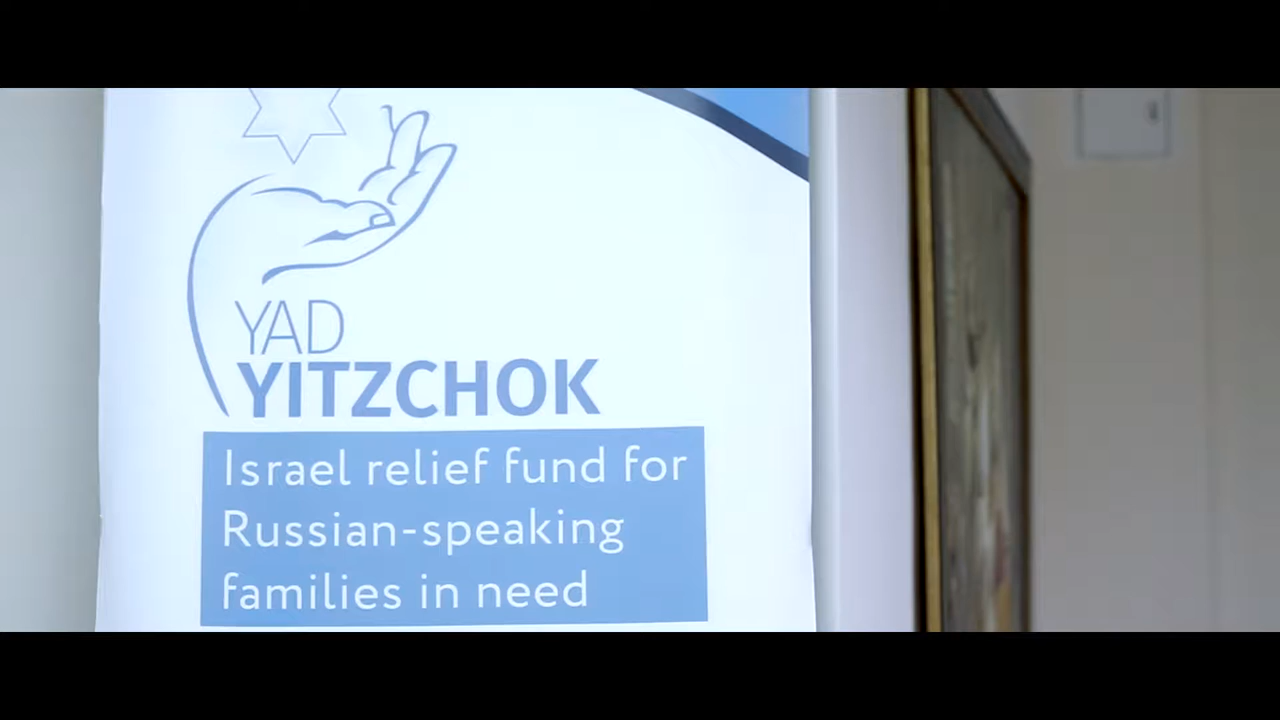 YAD
YITZCHOK
Israel relief fund for
Russian-speaking
families in need